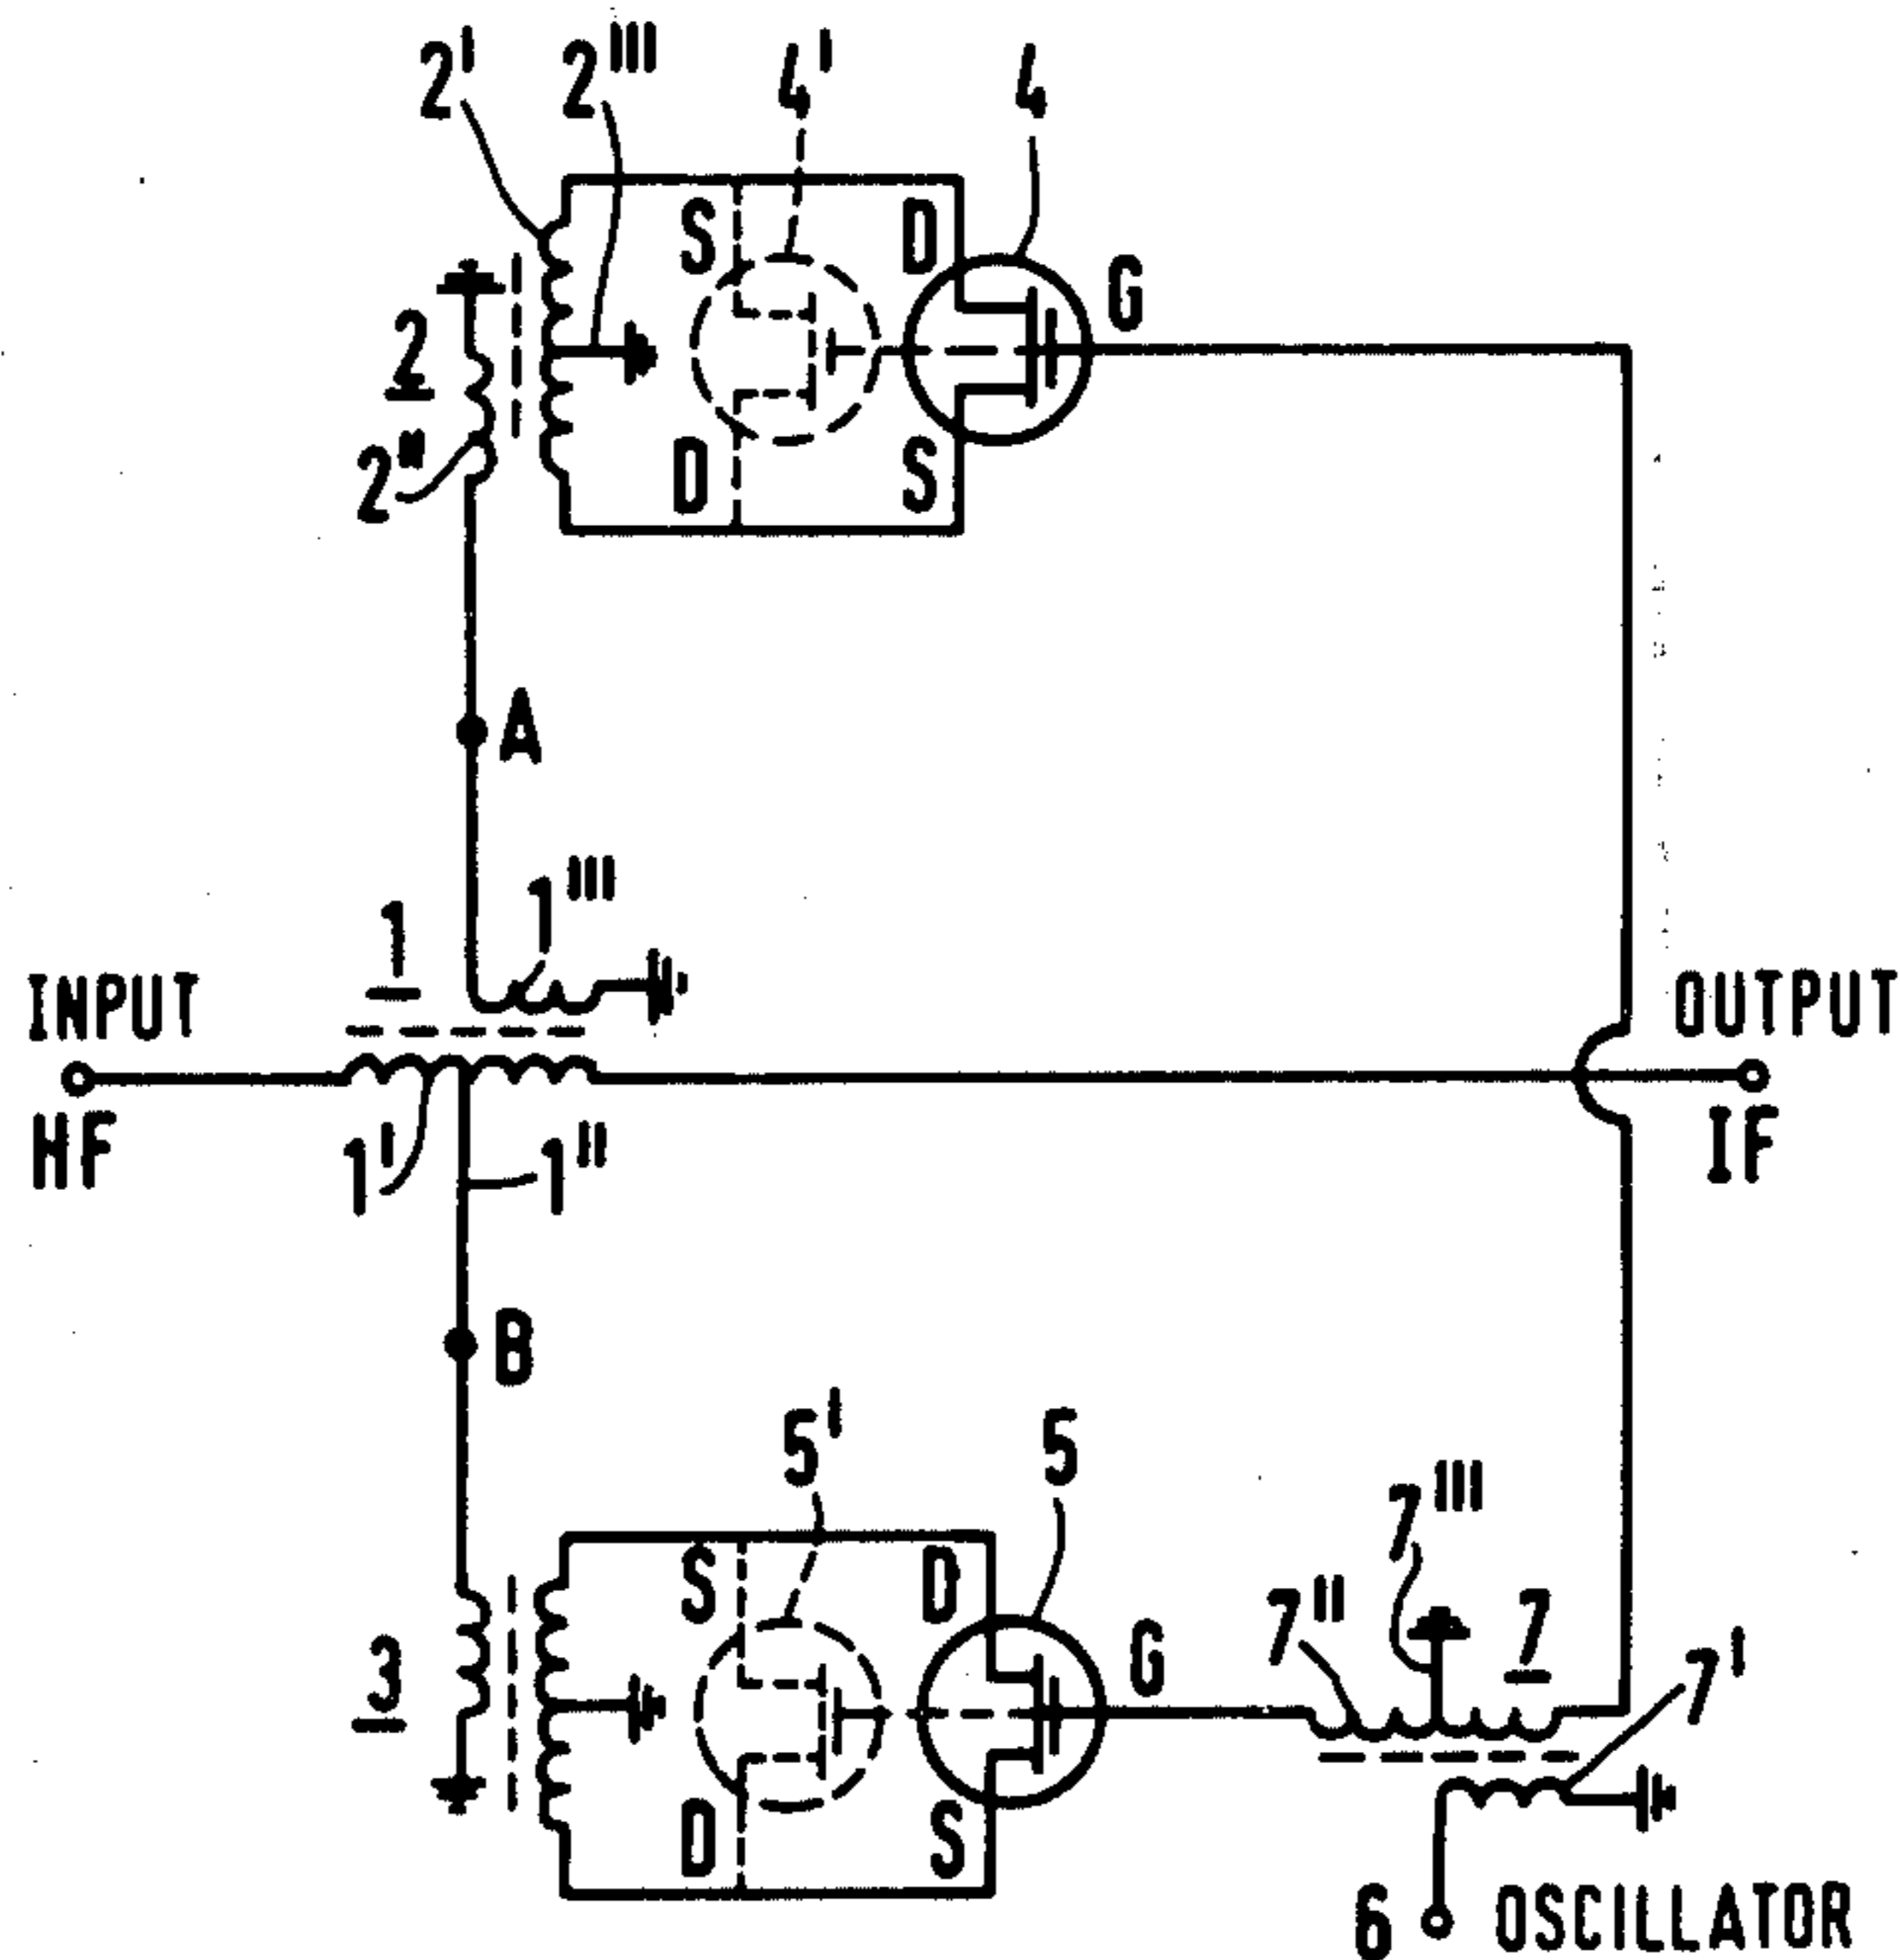 2' 2''' 4' 4
S D G
2
2"
D S
A
1 1'''
INPUT OUTPUT
HF 1' 1" IF
B
5' 5
7'''
S D G 7" 7 7'
3
D S
6 OSCILLATOR